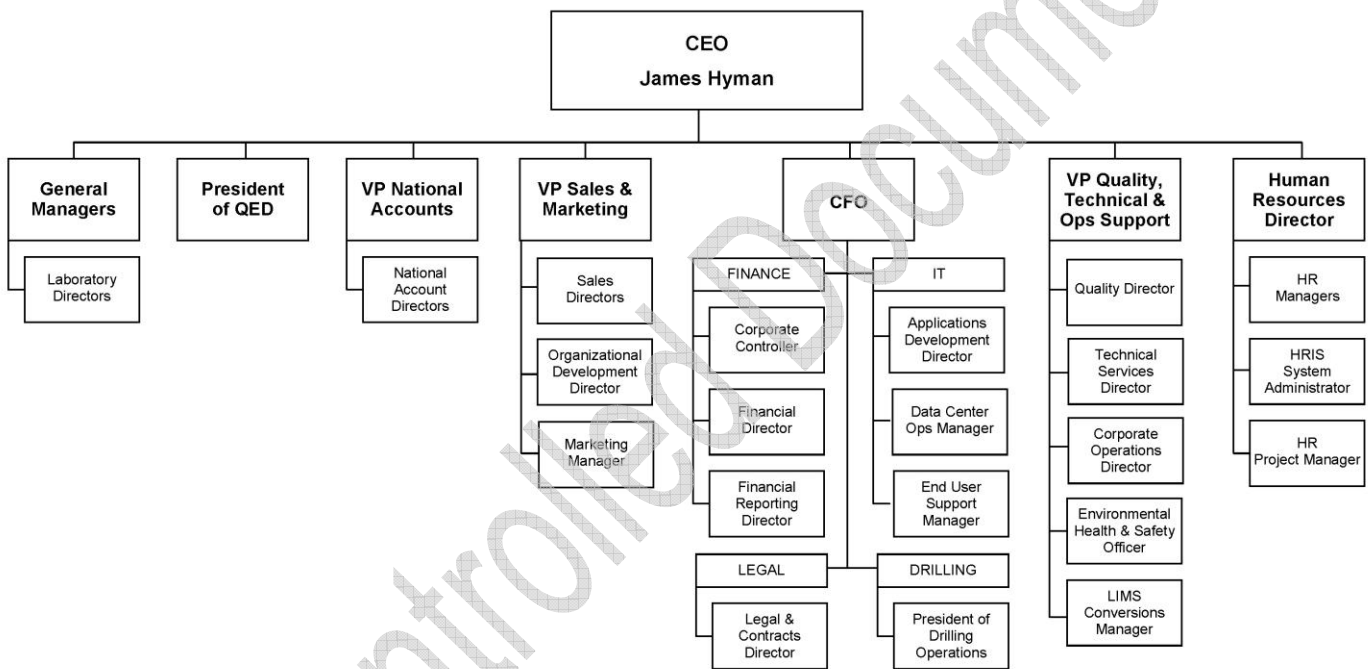 CEO
James Hyman
General
Managers
President
of QED
VP National
Accounts
VP Sales &
Marketing
CFO
VP Quality,
Technical &
Ops Support
Human
Resources
Director
Laboratory
Directors
National
Account
Directors
Sales
Directors
Organizational
Development
Director
Marketing
Manager
FINANCE
Corporate
Controller
Financial
Director
Financial
Reporting
Director
LEGAL
Legal &
Contracts
Director
IT
Applications
Development
Director
Data Center
Ops Manager
End User
Support
Manager
DRILLING
President of
Drilling
Operations
Quality Director
Technical
Services
Director
Corporate
Operations
Director
Environmental
Health & Safety
Officer
LIMS
Conversions
Manager
HR
Managers
HRIS
System
Administrator
HR
Project Manager
ntrolled Docume